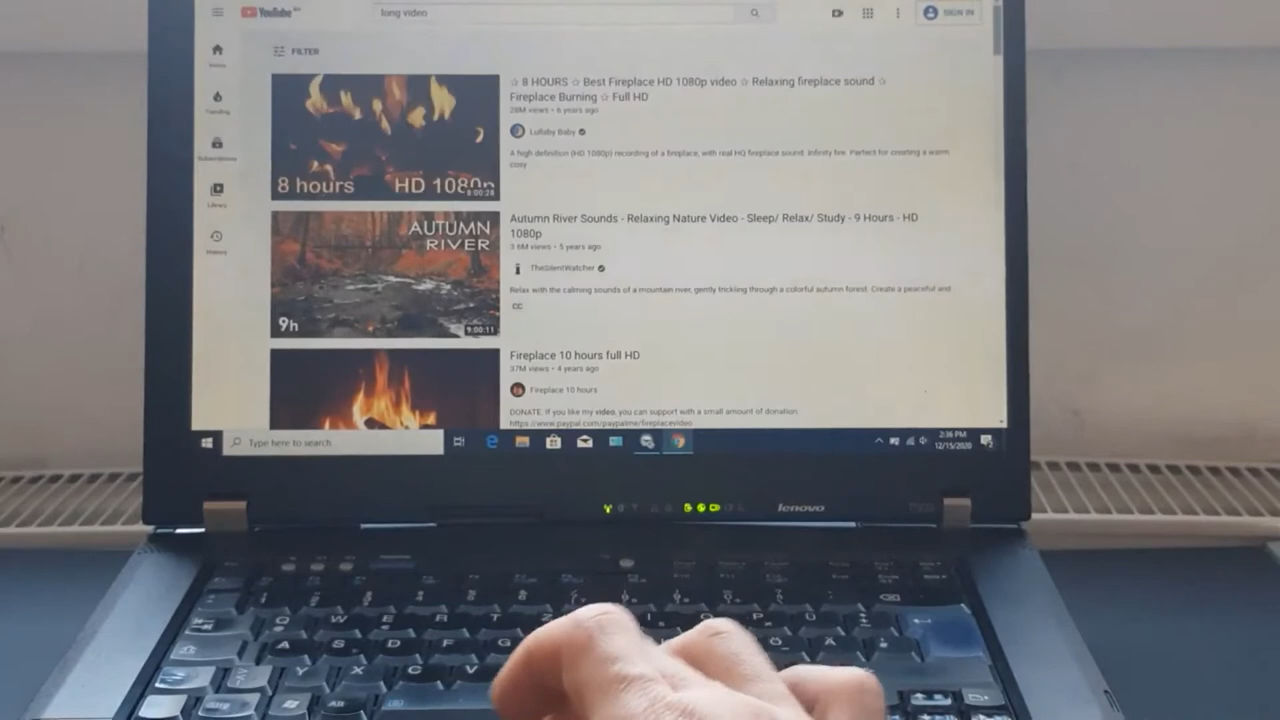 YouTube
long video
SIGN IN
FILTER
Home
Trending
Subscriptions
Library
History
8 hours
HD 1080p
8:00:24
☆ 8 HOURS ☆ Best Fireplace HD 1080p video ☆ Relaxing fireplace sound ☆
Fireplace Burning ☆ Full HD
28M views • 6 years ago
Lullaby Baby
A high definition (HD 1080p) recording of a fireplace, with real HQ fireplace sound. Infinity fire. Perfect for creating a warm,
cosy
AUTUMN
RIVER
9h
9:00:11
Autumn River Sounds - Relaxing Nature Video - Sleep/ Relax/ Study - 9 Hours - HD
1080p
3.6M views • 5 years ago
TheSilentWatcher
Relax with the calming sounds of a mountain river, gently trickling through a colorful autumn forest. Create a peaceful and
CC
Fireplace 10 hours full HD
37M views • 4 years ago
Fireplace 10 hours
DONATE: If you like my video, you can support with a small amount of donation.
https://www.paypal.com/paypalme/fireplacevideo
Type here to search
2:36 PM
12/15/2020
lenovo
Q W E R T Z P Ü
A S D F G Ö Ä
Y X C V
Alt